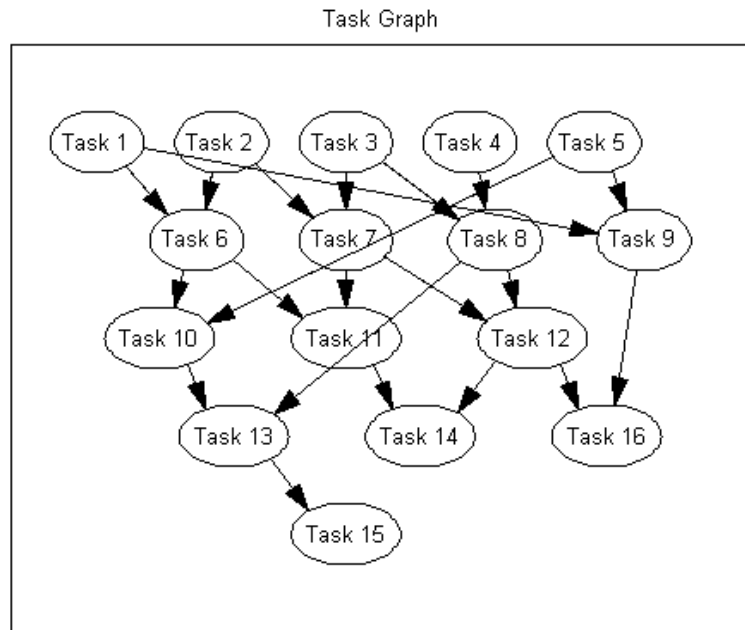 Task Graph
Task 1
Task 2
Task 3
Task 4
Task 5
Task 6
Task 7
Task 8
Task 9
Task 10
Task 11
Task 12
Task 13
Task 14
Task 16
Task 15